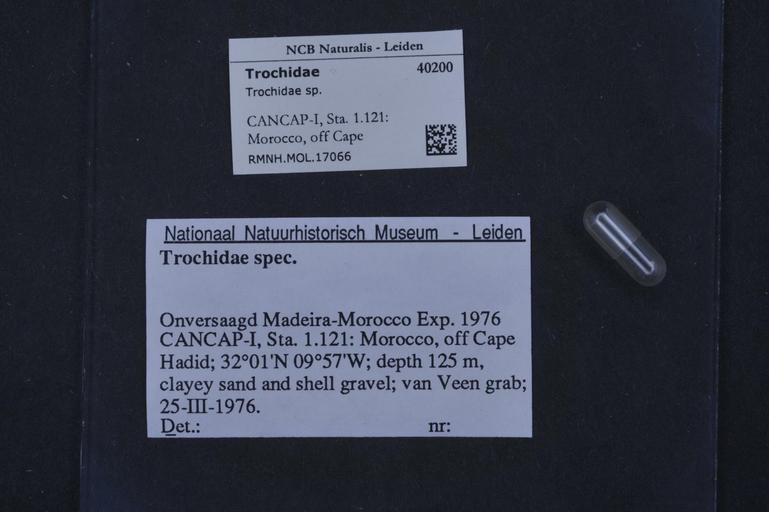 NCB Naturalis - Leiden
Trochidae 40200
Trochidae sp.
CANCAP-I, Sta. 1.121:
Morocco, off Cape
RMNH.MOL.17066
Nationaal Natuurhistorisch Museum - Leiden
Trochidae spec.
Onversaagd Madeira-Morocco Exp. 1976
CANCAP-I, Sta. 1.121: Morocco, off Cape
Hadid; 32°01'N 09°57'W; depth 125 m,
clayey sand and shell gravel; van Veen grab;
25-III-1976.
Det.: nr: